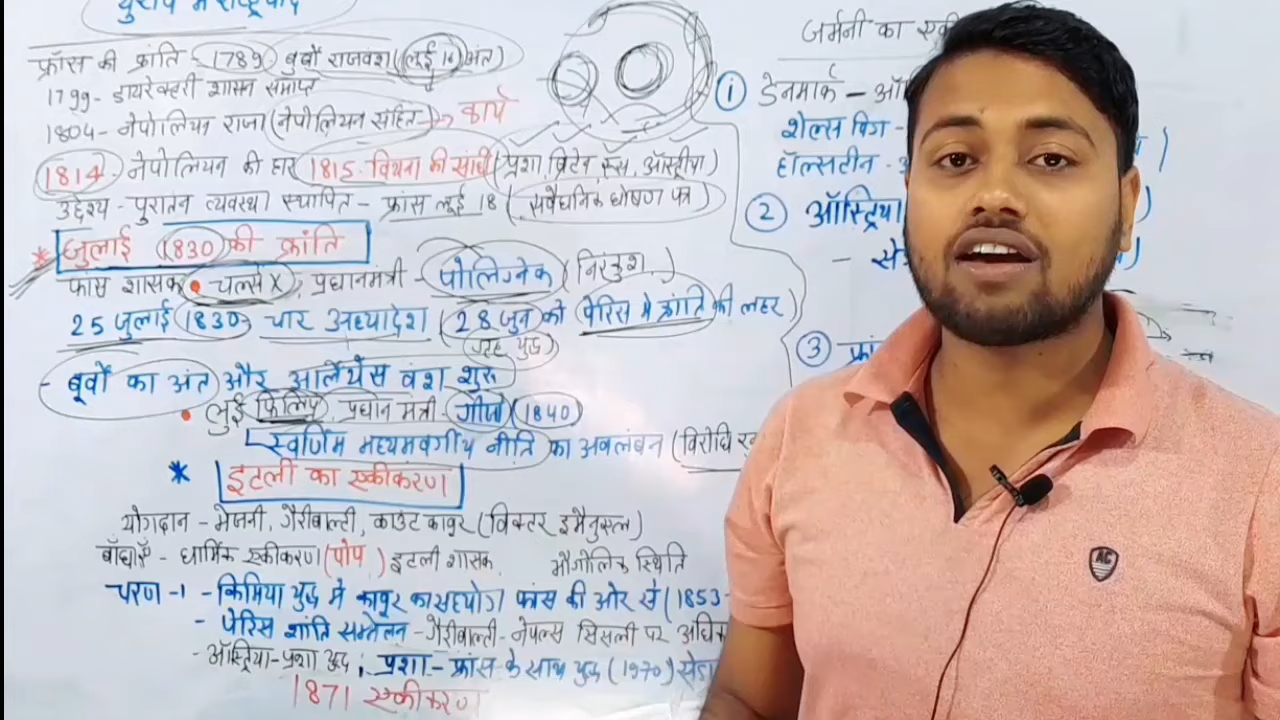 यूरोप में राष्ट्रवाद
फ्रांस की क्रांति - 1789 बुर्वो राजवंश (लुई 16) अंत)
1799 - डायरेक्टरी शासन समाप्त
1804 - नेपोलियन राजा (नेपोलियन संहिता) → कार्य
1814 - नेपोलियन की हार 1815 वियना की संधि (प्रशा, ब्रिटेन रूस, ऑस्ट्रीया)
उद्देश्य - पुरातन व्यवस्था स्थापित - फ्रांस लूई 18 (सवैधनिक घोषण पत्र)
* जुलाई 1830 की क्रांति
फ्रांस शासक चार्ल्स X, प्रधानमंत्री - पोलिग्नेक (निरंकुश.)
25 जुलाई 1830 चार अध्यादेश (28 जुन को पेरिस मे क्रांति की लहर)
(गृह युद्ध)
- बूर्वो का अंत और आर्लेयेंस वंश शुरू
लुई फिलिप, प्रधान मंत्री - गीजो (1840)
स्वर्णिम मध्यमवर्गीय नीति का अवलंबन (विरोधि
* इटली का एकीकरण
योगदान - मेजनी, गैरीबाल्टी, काउंट काबुर (विक्टर इमैनुएल)
बाँधाएँ - धार्मिक एकीकरण (पोप) इटली शासक, भौगोलिक स्थिति
चरण -1 - क्रिमिया युद्ध मे काबुर का सहयोग फ्रांस की ओर से (1853-
- पेरिस शांति सम्मेलन - गैरीबाल्टी - नेपल्स सिसली पर
- ऑस्ट्रिया-प्रशा युद्ध; प्रशा - फ्रांस के साथ युद्ध (1970)
1871 एकीकरण
जर्मनी का
1 डेनमार्क -
शेल्स विग -
हॉल्सटीन -
2 ऑस्ट्रिया
3
AC